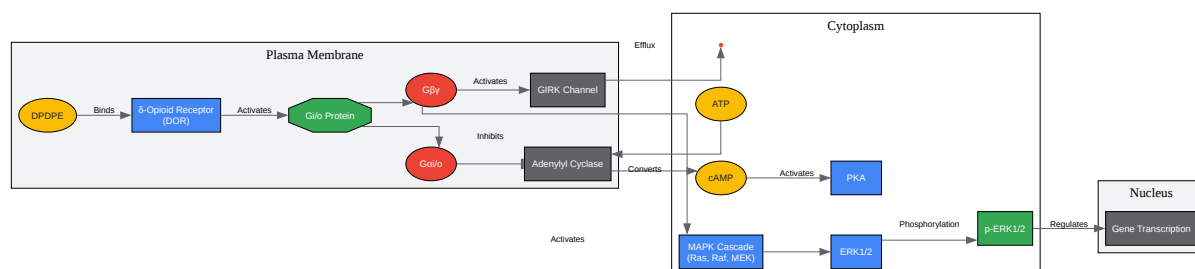 Plasma Membrane
DPDPE
Binds
δ-Opioid Receptor
(DOR)
Activates
Gi/o Protein
Gβγ
Activates
GIRK Channel
Efflux
Gαi/o
Inhibits
Adenylyl Cyclase
Converts
Cytoplasm
ATP
cAMP
Activates
PKA
Activates
MAPK Cascade
(Ras, Raf, MEK)
ERK1/2
Phosphorylation
p-ERK1/2
Regulates
Nucleus
Gene Transcription